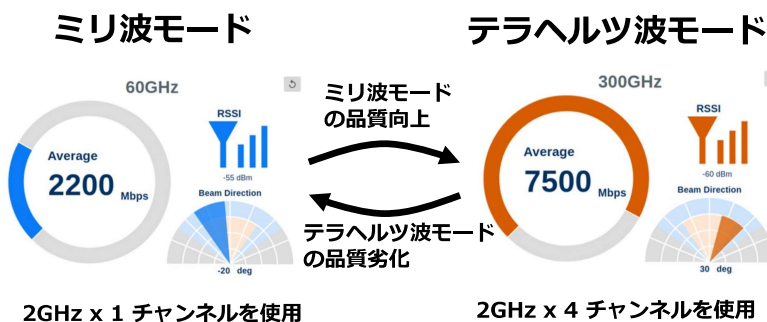 ミリ波モード
テラヘルツ波モード
60GHz
RSSI
-55 dBm
Average
2200 Mbps
Beam Direction
-20 deg
2GHz x 1 チャンネルを使用
ミリ波モード
の品質向上
テラヘルツ波モード
の品質劣化
300GHz
RSSI
-60 dBm
Average
7500 Mbps
Beam Direction
30 deg
2GHz x 4 チャンネルを使用